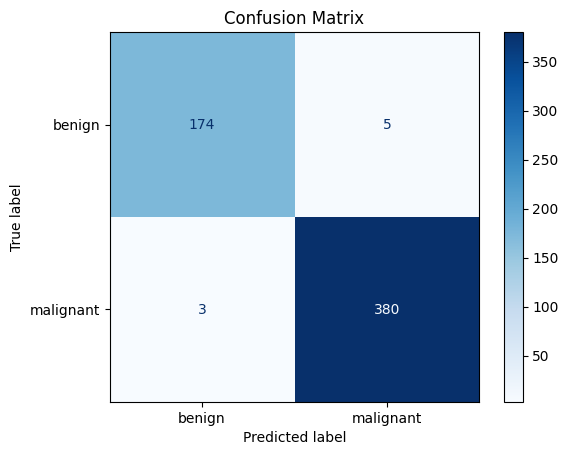 Confusion Matrix
True label
benign
174
5
malignant
3
380
benign
malignant
Predicted label
350
300
250
200
150
100
50